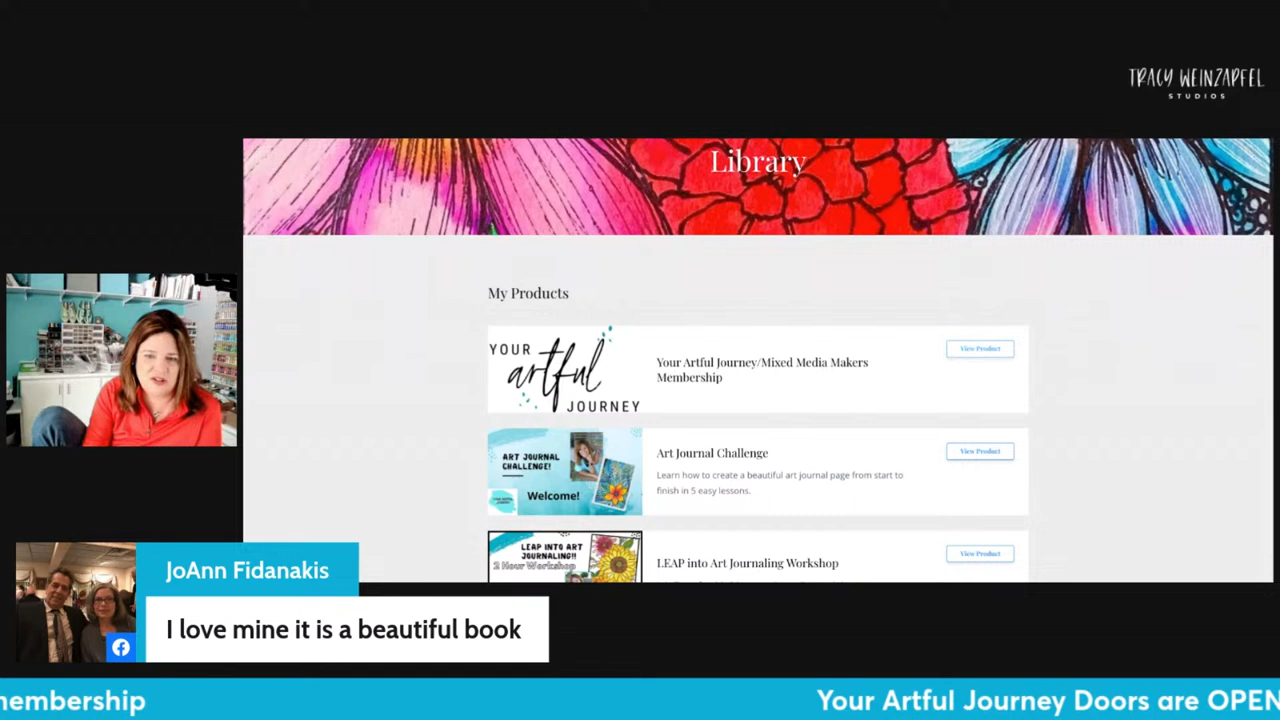 TRACY WEINZAPFEL
STUDIOS
Library
My Products
YOUR
artful
JOURNEY
Your Artful Journey/Mixed Media Makers
Membership
View Product
ART JOURNAL
CHALLENGE!
Welcome!
Art Journal Challenge
Learn how to create a beautiful art journal page from start to
finish in 5 easy lessons.
View Product
LEAP INTO ART
JOURNALING!!
2 Hour Workshop
LEAP into Art Journaling Workshop
View Product
JoAnn Fidanakis
I love mine it is a beautiful book
membership
Your Artful Journey Doors are OPEN